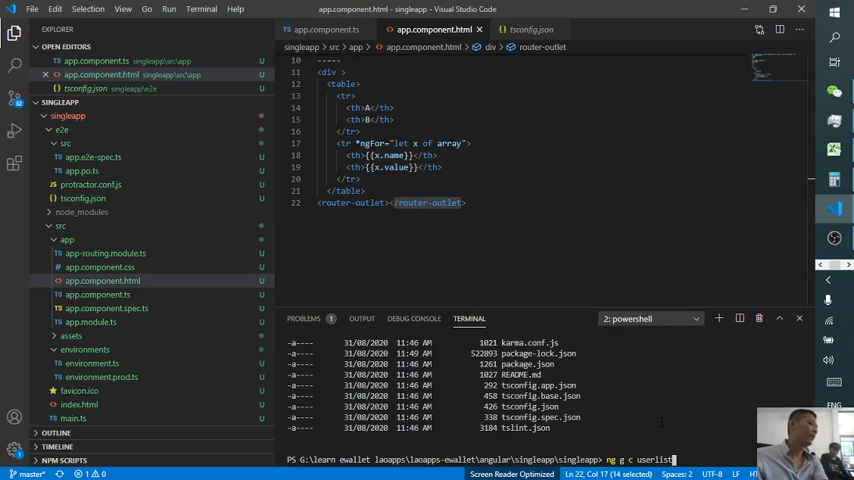 File Edit Selection View Go Run Terminal Help app.component.html - singleapp - Visual Studio Code
EXPLORER
OPEN EDITORS
TS app.component.ts singleapp\src\app
<> app.component.html singleapp\src\app
tsconfig.json singleapp\e2e
SINGLEAPP
singleapp
e2e
src
TS app.e2e-spec.ts U
TS app.po.ts U
protractor.conf.js U
tsconfig.json U
node_modules
src
app
TS app-routing.module.ts U
app.component.css U
<> app.component.html U
TS app.component.ts U
TS app.component.spec.ts U
TS app.module.ts U
assets
environments
TS environment.ts U
TS environment.prod.ts U
favicon.ico U
index.html U
TS main.ts U
OUTLINE
TIMELINE
NPM SCRIPTS
32
TS app.component.ts <> app.component.html tsconfig.json
singleapp > src > app > <> app.component.html > div > router-outlet
10 -----
11 <div >
12 <table>
13 <tr>
14 <th>A</th>
15 <th>B</th>
16 </tr>
17 <tr *ngFor="let x of array">
18 <th>{{x.name}}</th>
19 <th>{{x.value}}</th>
20 </tr>
21 </table>
22 <router-outlet></router-outlet>
PROBLEMS 1 OUTPUT DEBUG CONSOLE TERMINAL 2: powershell
-a---- 31/08/2020 11:46 AM 1021 karma.conf.js
-a---- 31/08/2020 11:49 AM 522893 package-lock.json
-a---- 31/08/2020 11:46 AM 1261 package.json
-a---- 31/08/2020 11:46 AM 1027 README.md
-a---- 31/08/2020 11:46 AM 292 tsconfig.app.json
-a---- 31/08/2020 11:46 AM 458 tsconfig.base.json
-a---- 31/08/2020 11:46 AM 426 tsconfig.json
-a---- 31/08/2020 11:46 AM 338 tsconfig.spec.json
-a---- 31/08/2020 11:46 AM 3184 tslint.json
PS G:\learn ewallet laoapps\laoapps-ewallet\angular\singleapp\singleapp> ng g c userlist
master* 1 0 Screen Reader Optimized Ln 22, Col 17 (14 selected) Spaces: 2 UTF-8
ENG